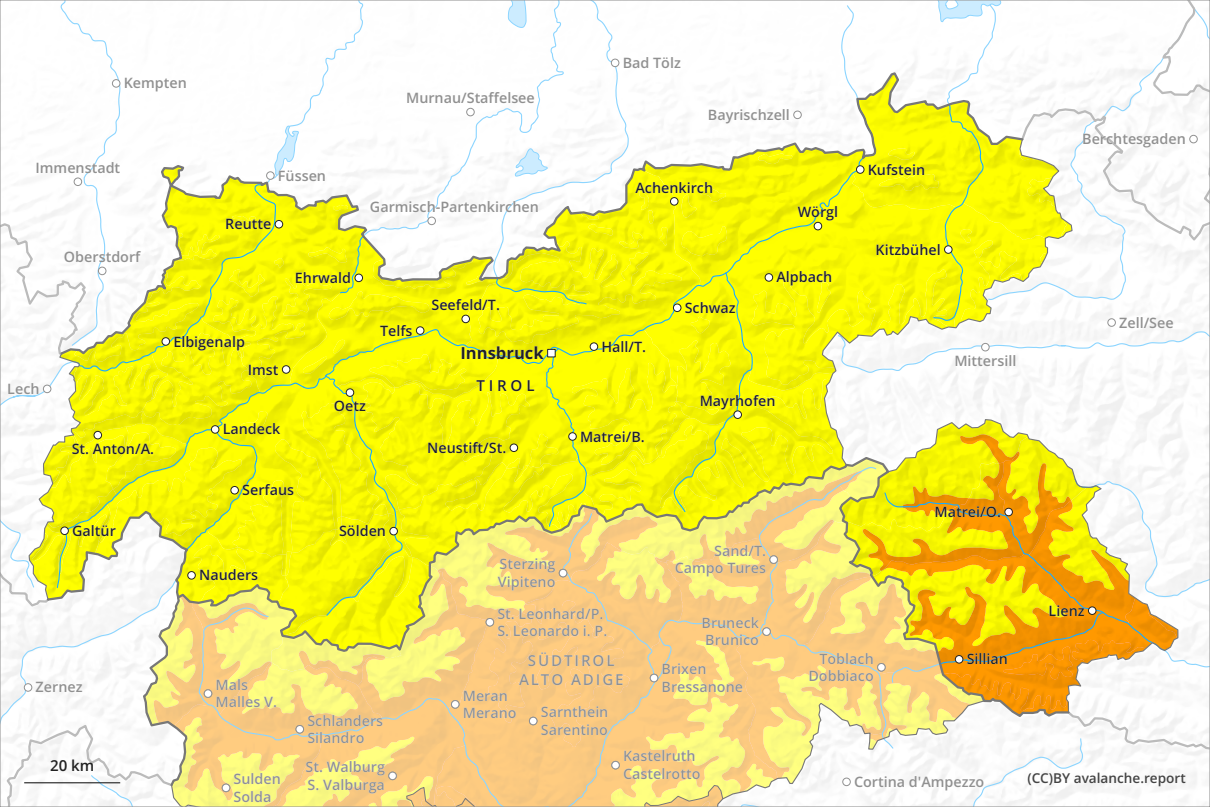 Kempten
Bad Tölz
Murnau/Staffelsee
Bayrischzell
Berchtesgaden
Immenstadt
Füssen
Kufstein
Achenkirch
Garmisch-Partenkirchen
Wörgl
Reutte
Kitzbühel
Oberstdorf
Ehrwald
Alpbach
Seefeld/T.
Schwaz
Telfs
Zell/See
Elbigenalp
Innsbruck
Hall/T.
Mittersill
Imst
TIROL
Lech
Oetz
Mayrhofen
Landeck
St. Anton/A.
Neustift/St.
Matrei/B.
Serfaus
Matrei/O.
Galtür
Sölden
Sand/T.
Campo Tures
Sterzing
Vipiteno
Nauders
St. Leonhard/P.
S. Leonardo i. P.
Lienz
Bruneck
Brunico
SÜDTIROL
ALTO ADIGE
Toblach
Dobbiaco
Sillian
Brixen
Bressanone
Zernez
Mals
Malles V.
Meran
Merano
Sarnthein
Sarentino
Schlanders
Silandro
Kastelruth
Castelrotto
St. Walburg
S. Valburga
20 km
Sulden
Solda
Cortina d'Ampezzo
(CC)BY avalanche.report